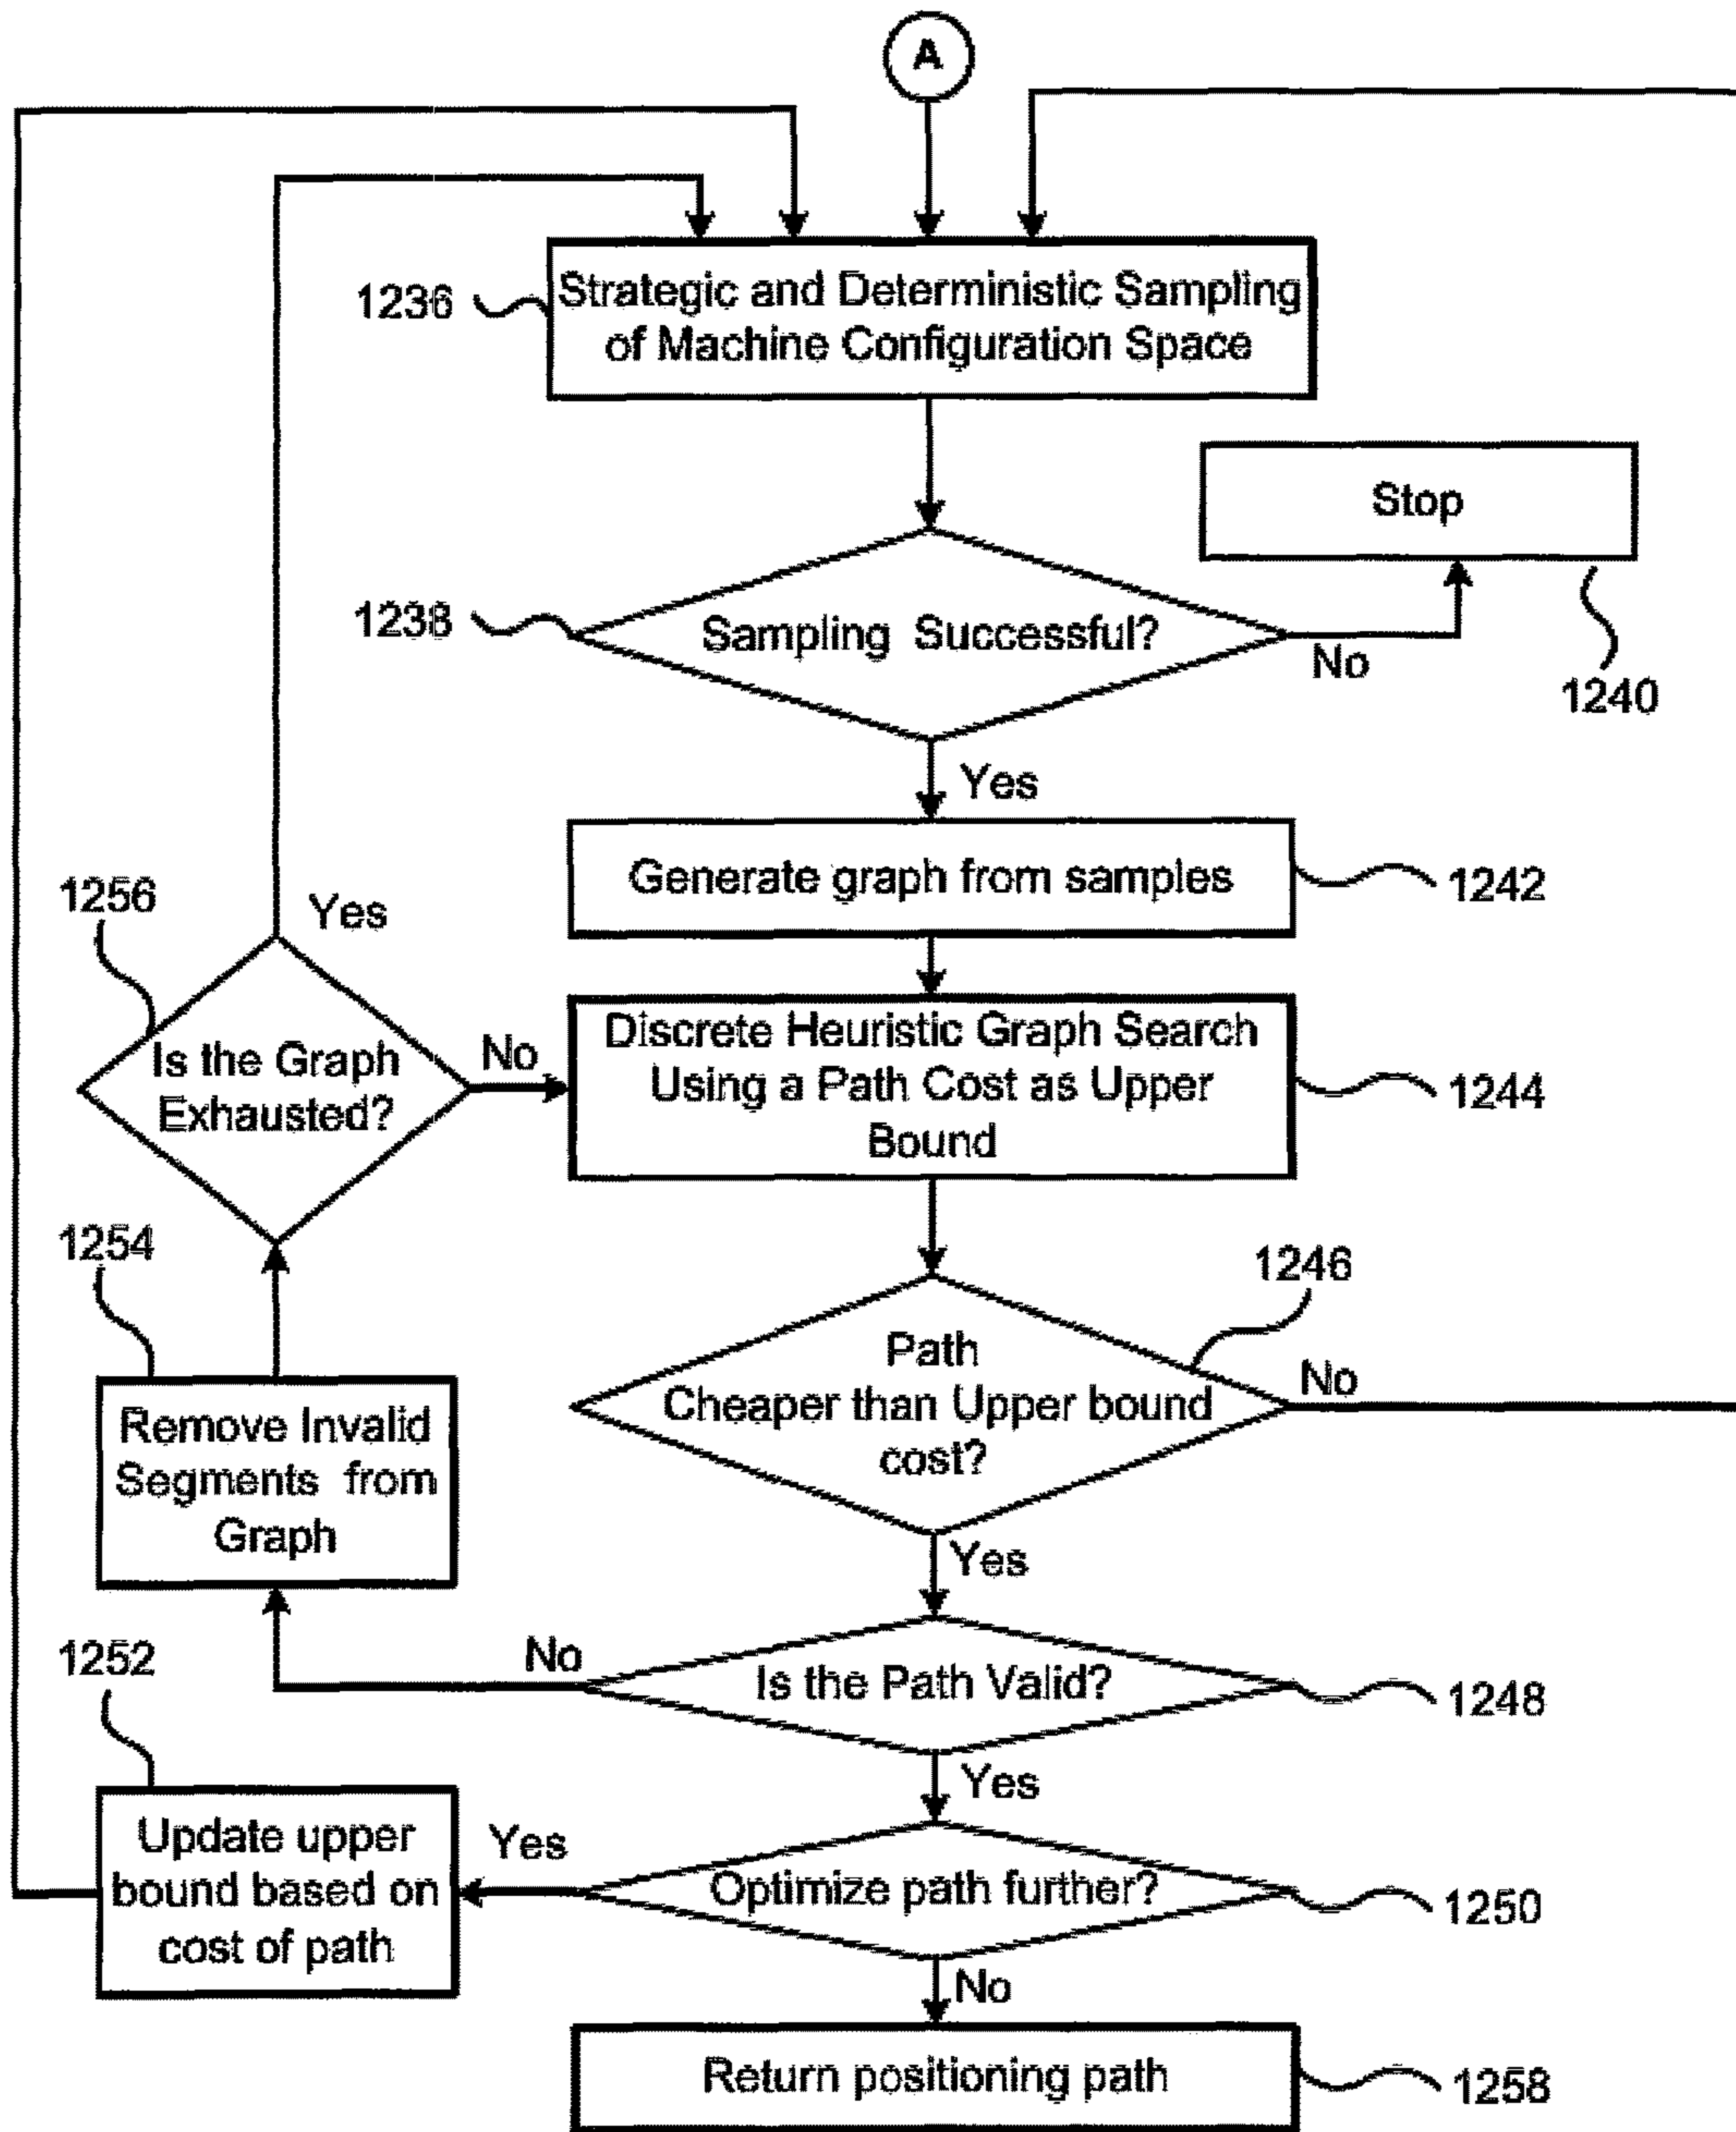 A
1236
Strategic and Deterministic Sampling
of Machine Configuration Space
Stop
1240
1238
Sampling Successful?
No
Yes
Generate graph from samples
1242
1256
Yes
Is the Graph
Exhausted?
No
Discrete Heuristic Graph Search
Using a Path Cost as Upper
Bound
1244
1254
Remove Invalid
Segments from
Graph
1246
Path
Cheaper than Upper bound
cost?
No
Yes
No
Is the Path Valid?
1248
1252
Yes
Update upper
bound based on
cost of path
Yes
Optimize path further?
1250
No
Return positioning path
1258